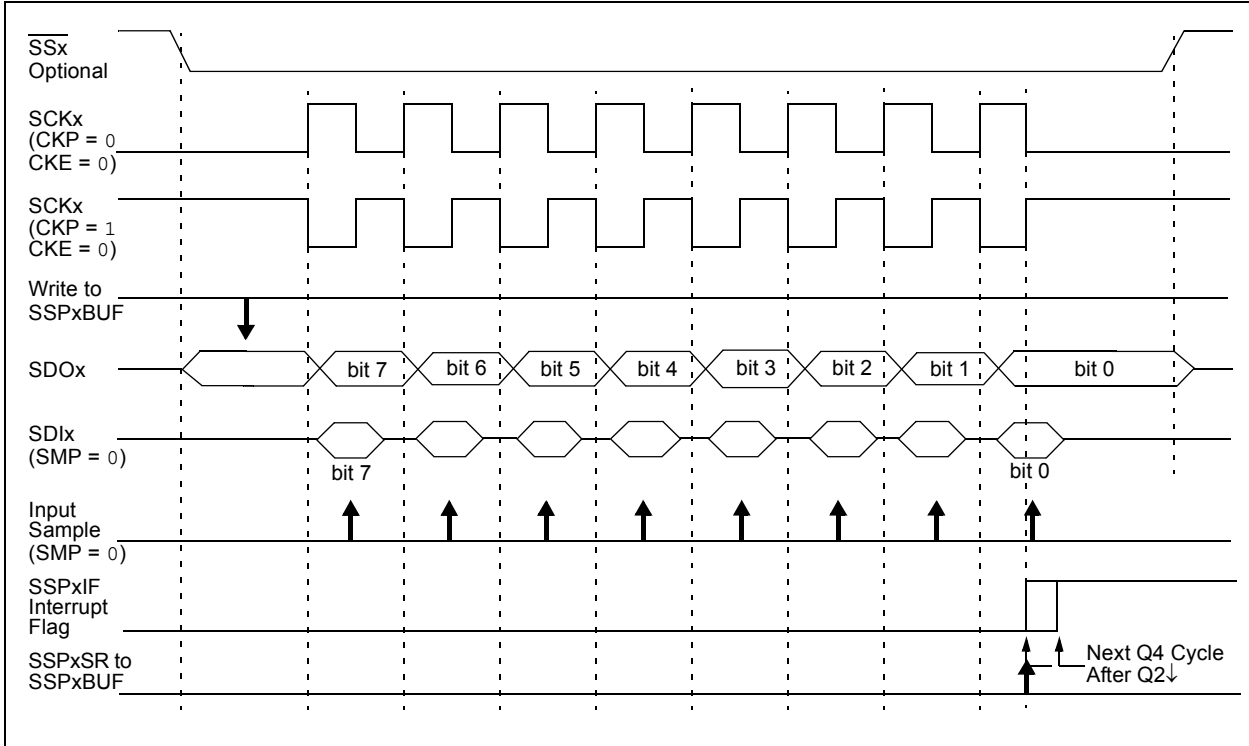 SSx
Optional
SCKx
(CKP = 0
CKE = 0)
SCKx
(CKP = 1
CKE = 0)
Write to
SSPxBUF
SDOx
bit 7
bit 6
bit 5
bit 4
bit 3
bit 2
bit 1
bit 0
SDIx
(SMP = 0)
bit 7
bit 0
Input
Sample
(SMP = 0)
SSPxIF
Interrupt
Flag
SSPxSR to
SSPxBUF
Next Q4 Cycle
After Q2↓